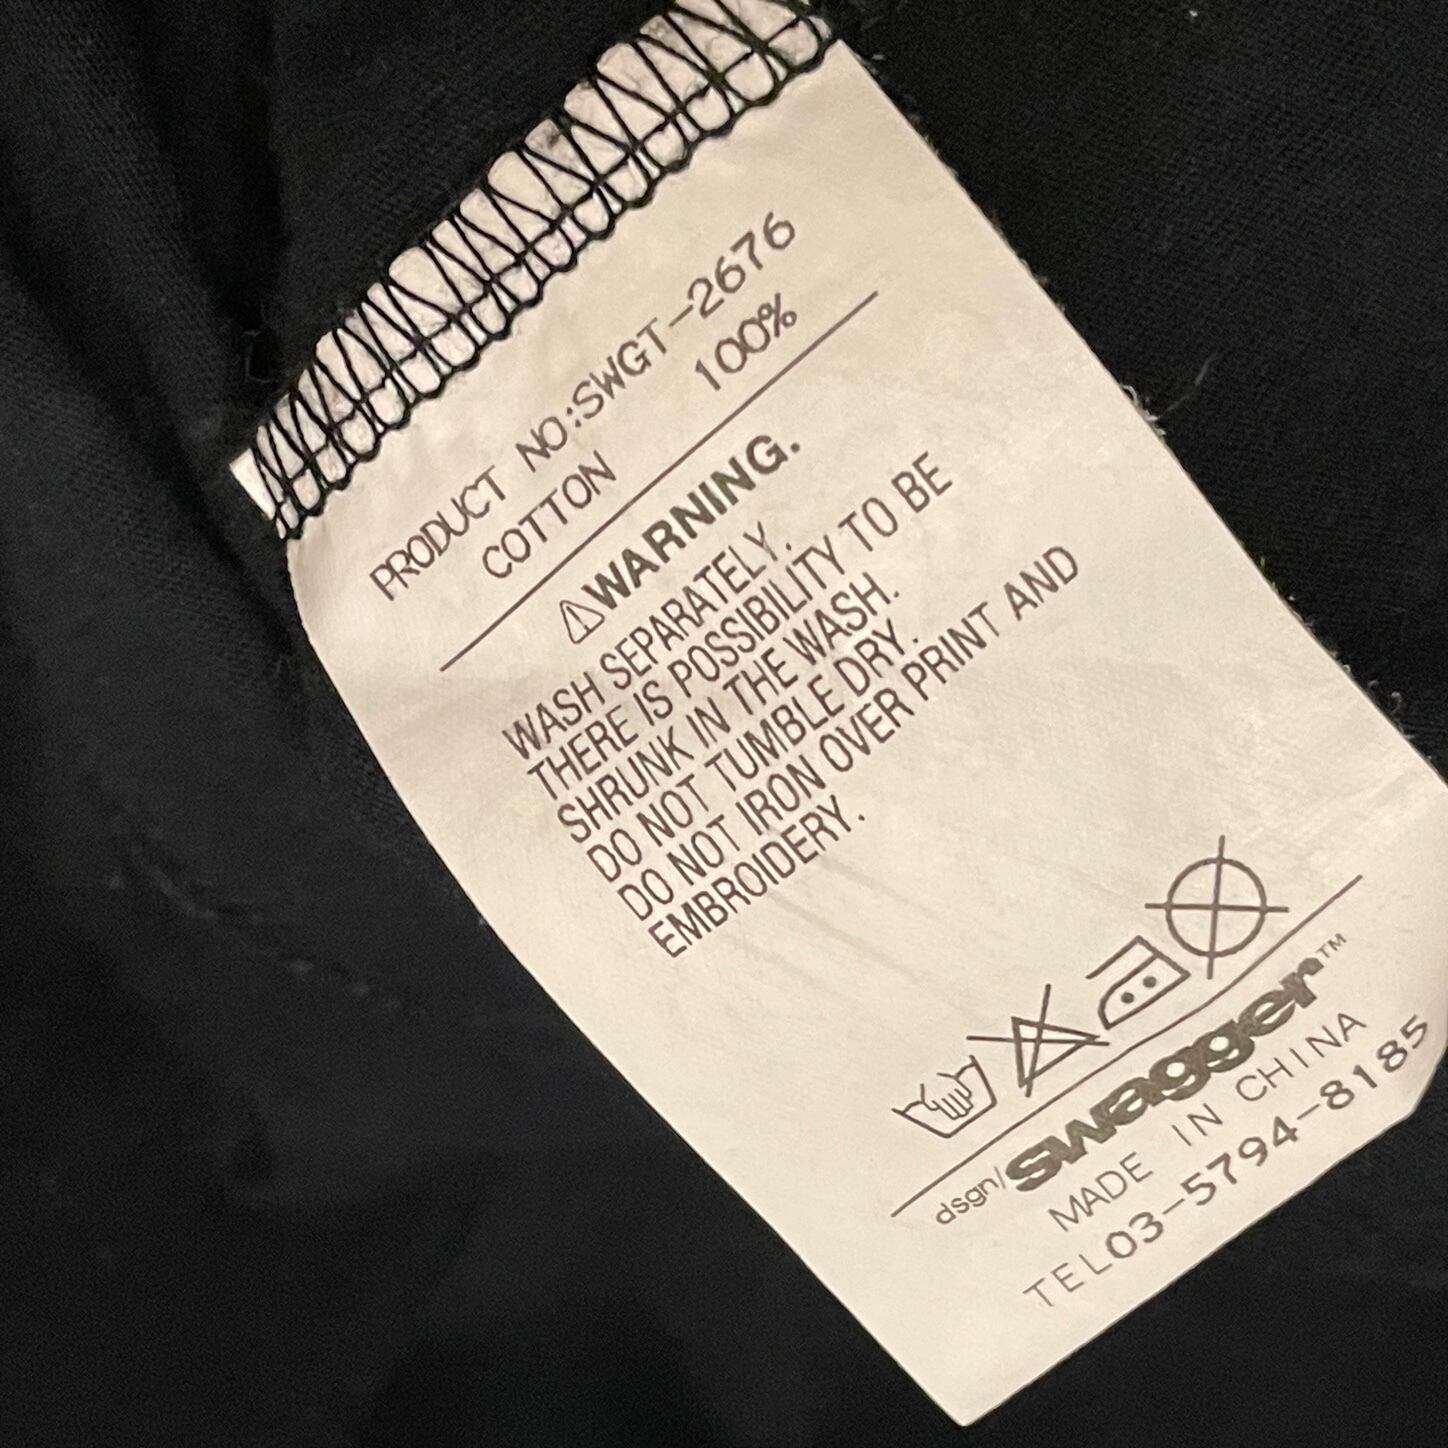 PRODUCT NO:SWGT-2676
COTTON 100%
⚠WARNING.
WASH SEPARATELY.
THERE IS POSSIBILITY TO BE
SHRUNK IN THE WASH.
DO NOT TUMBLE DRY.
DO NOT IRON OVER PRINT AND
EMBROIDERY.
dsgn/swagger™
MADE IN CHINA
TEL03-5794-8185